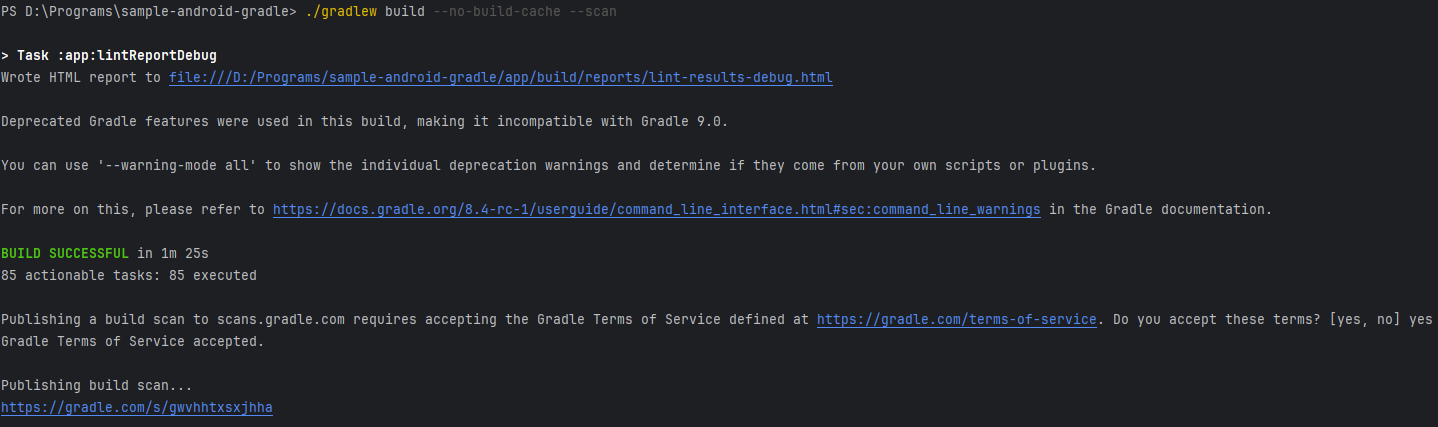 PS D:\Programs\sample-android-gradle> ./gradlew build --no-build-cache --scan
> Task :app:lintReportDebug
Wrote HTML report to file:///D:/Programs/sample-android-gradle/app/build/reports/lint-results-debug.html
Deprecated Gradle features were used in this build, making it incompatible with Gradle 9.0.
You can use '--warning-mode all' to show the individual deprecation warnings and determine if they come from your own scripts or plugins.
For more on this, please refer to https://docs.gradle.org/8.4-rc-1/userguide/command_line_interface.html#sec:command_line_warnings in the Gradle documentation.
BUILD SUCCESSFUL in 1m 25s
85 actionable tasks: 85 executed
Publishing a build scan to scans.gradle.com requires accepting the Gradle Terms of Service defined at https://gradle.com/terms-of-service. Do you accept these terms? [yes, no] yes
Gradle Terms of Service accepted.
Publishing build scan...
https://gradle.com/s/gwvhhtxsxjhha